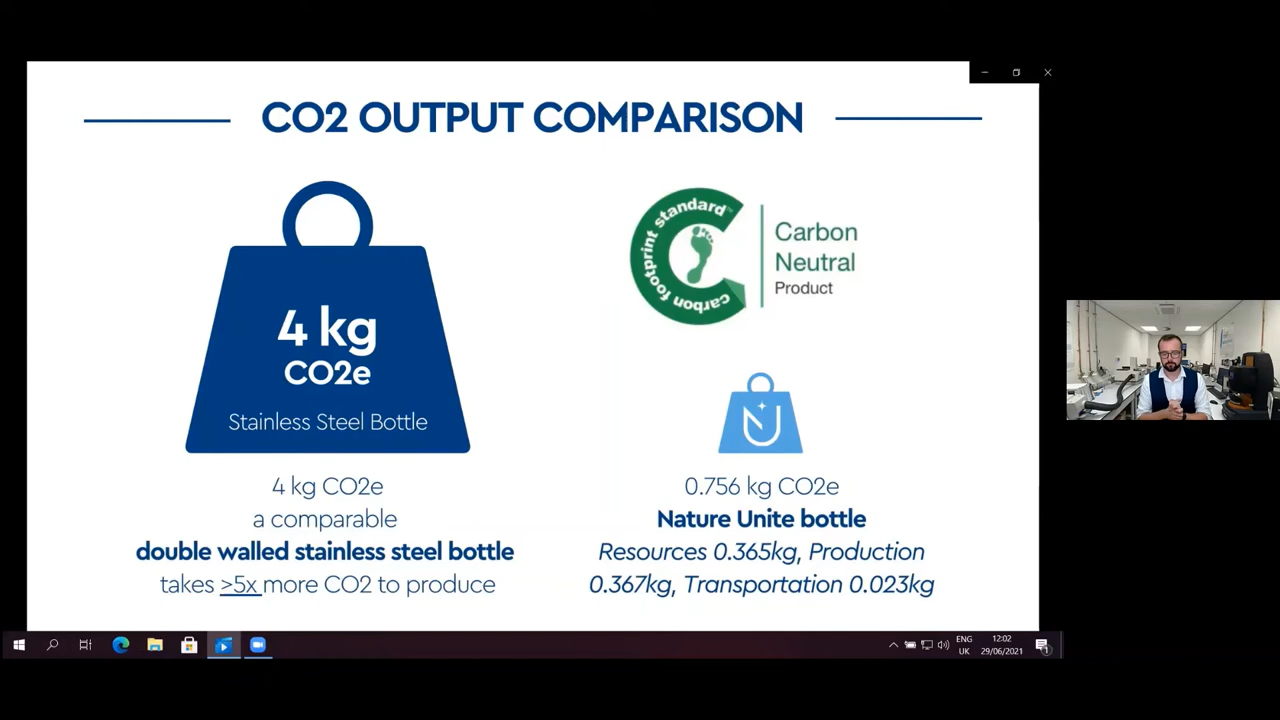 CO2 OUTPUT COMPARISON
4 kg
CO2e
Stainless Steel Bottle
4 kg CO2e
a comparable
double walled stainless steel bottle
takes >5x more CO2 to produce
carbon footprint standard™
Carbon
Neutral
Product
0.756 kg CO2e
Nature Unite bottle
Resources 0.365kg, Production
0.367kg, Transportation 0.023kg
ENG
UK
12:02
29/06/2021
1